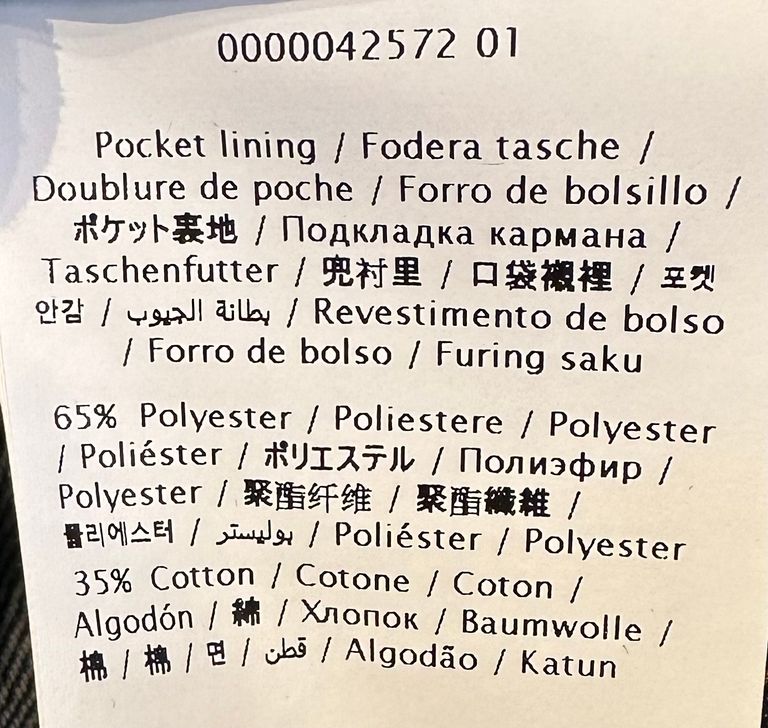 0000042572 01
Pocket lining / Fodera tasche /
Doublure de poche / Forro de bolsillo /
ポケット裏地 / Подкладка кармана /
Taschenfutter / 兜衬里 / 口袋襯裡 / 포켓
안감 / بطانة الجيوب / Revestimento de bolso
/ Forro de bolso / Furing saku
65% Polyester / Poliestere / Polyester
/ Poliéster / ポリエステル / Полиэфир /
Polyester / 聚酯纤维 / 聚酯纖維 /
폴리에스터 / بوليستر / Poliéster / Polyester
35% Cotton / Cotone / Coton /
Algodón / 綿 / Хлопок / Baumwolle /
棉 / 棉 / 면 / قطن / Algodão / Katun